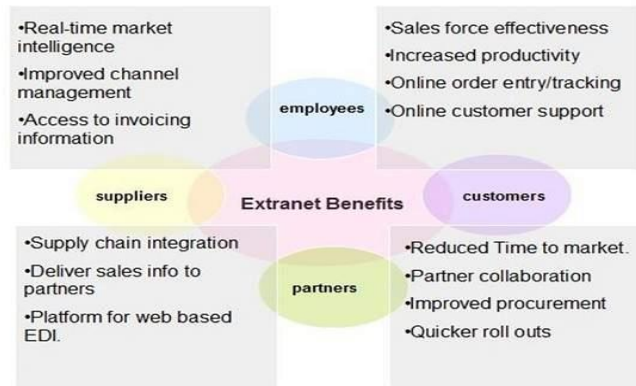 •Real-time market
intelligence
•Improved channel
management
•Access to invoicing
information
•Sales force effectiveness
•Increased productivity
•Online order entry/tracking
•Online customer support
employees
suppliers
Extranet Benefits
customers
partners
•Supply chain integration
•Deliver sales info to
partners
•Platform for web based
EDI.
•Reduced Time to market.
•Partner collaboration
•Improved procurement
•Quicker roll outs